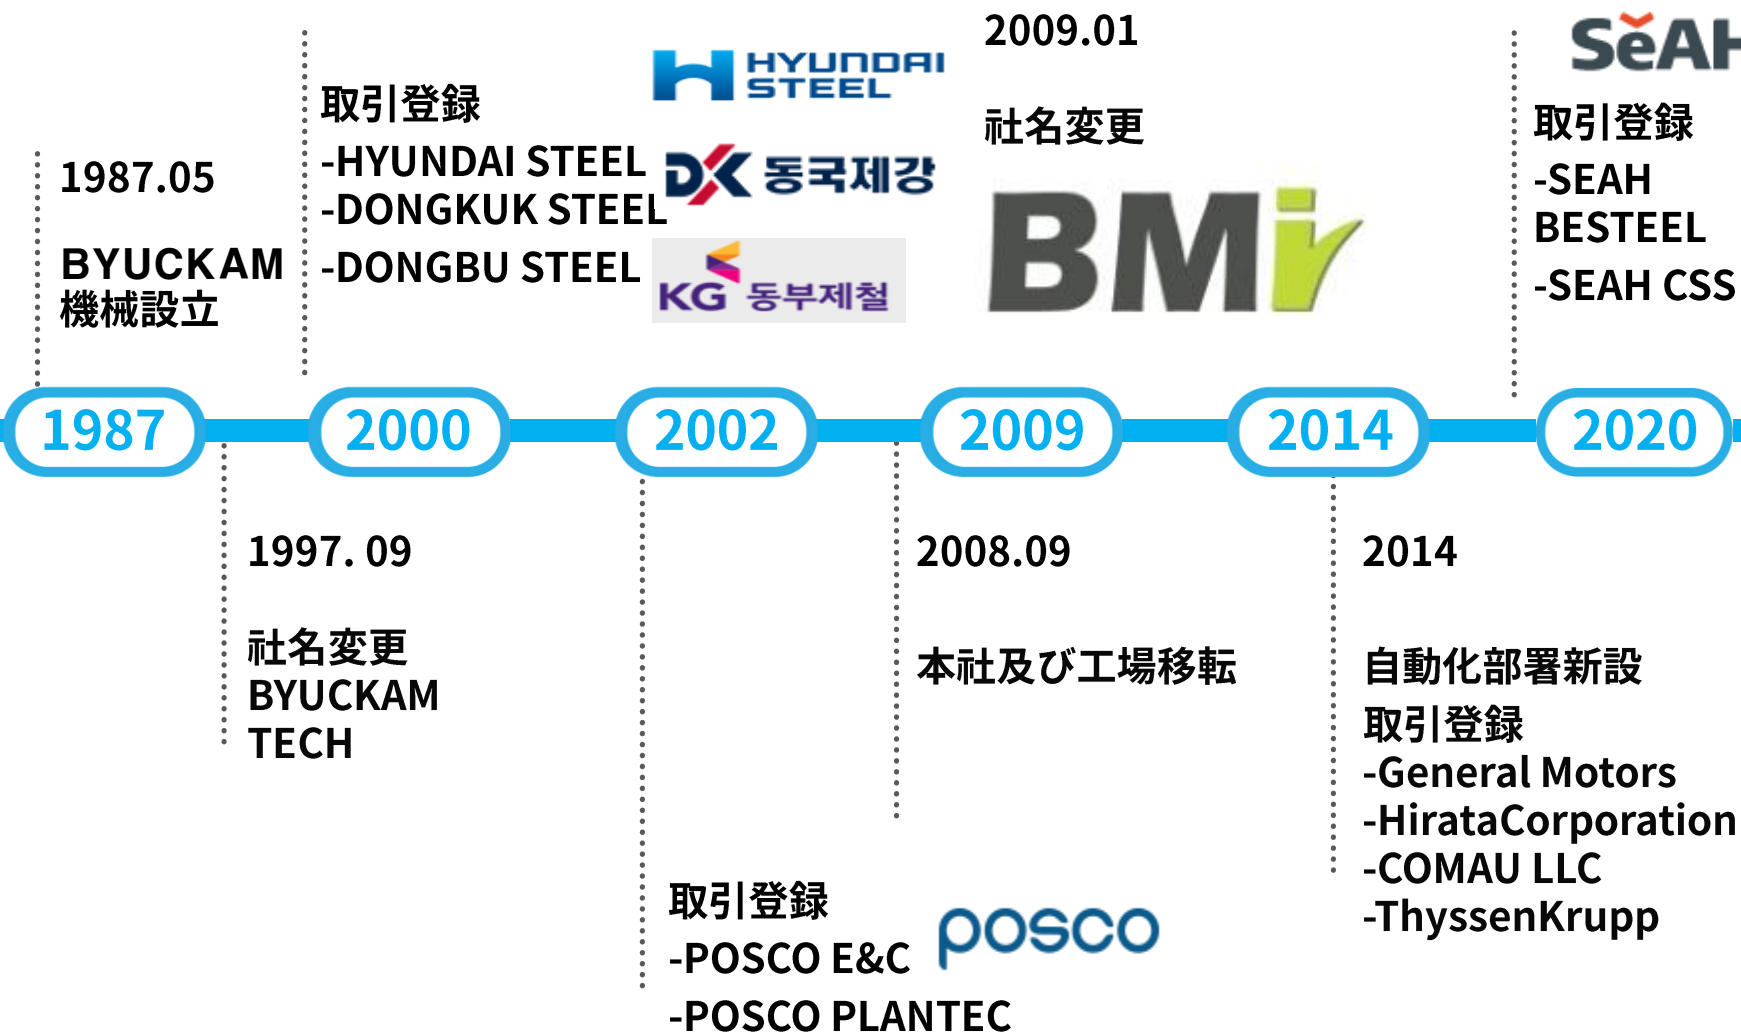 1987.05
BYUCKAM
機械設立
取引登録
-HYUNDAI STEEL
-DONGKUK STEEL
-DONGBU STEEL
HYUNDAI
STEEL
DK 동국제강
KG 동부제철
2009.01
社名変更
BMi
SeAH
取引登録
-SEAH
BESTEEL
-SEAH CSS
1987
2000
2002
2009
2014
2020
1997. 09
社名変更
BYUCKAM
TECH
取引登録
-POSCO E&C
-POSCO PLANTEC
posco
2008.09
本社及び工場移転
2014
自動化部署新設
取引登録
-General Motors
-HirataCorporation
-COMAU LLC
-ThyssenKrupp